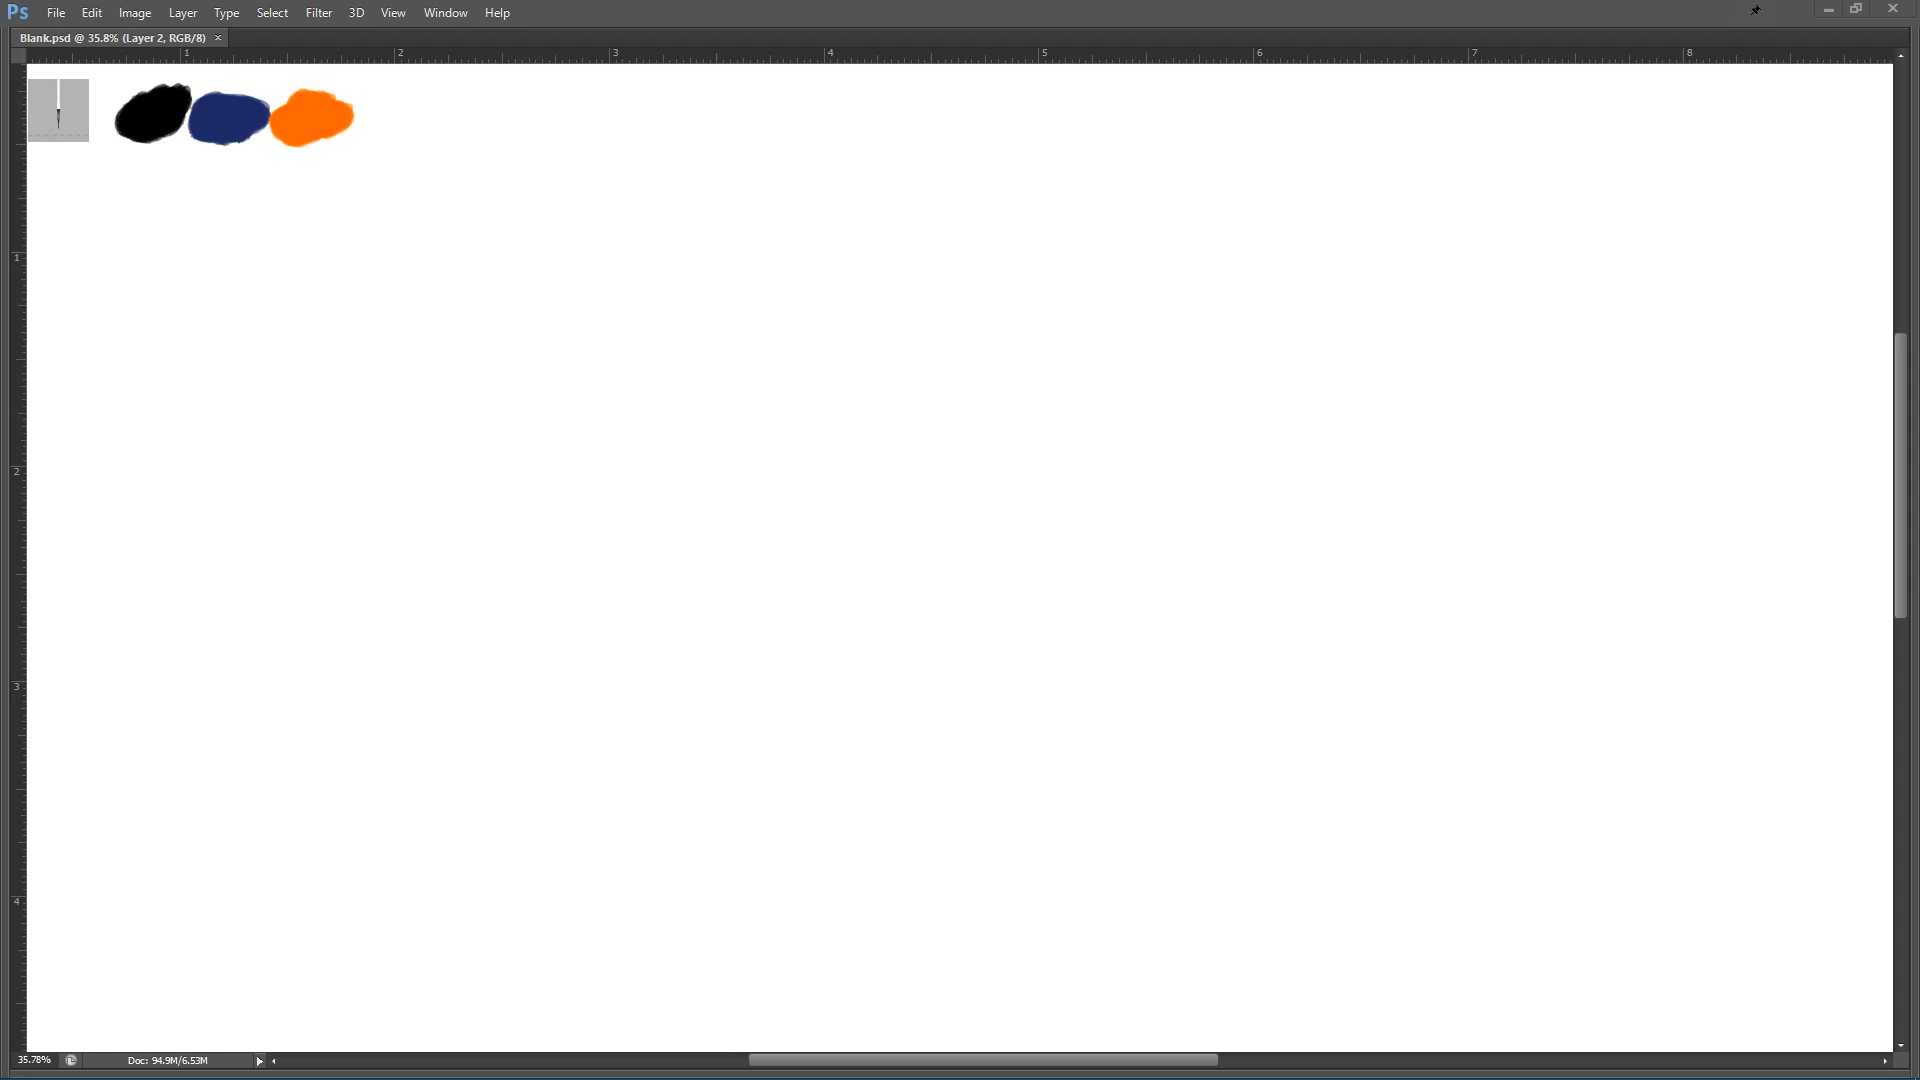 Ps File Edit Image Layer Type Select Filter 3D View Window Help
Blank.psd @ 35.8% (Layer 2, RGB/8) ×
1 2 3 4 5 6 7 8
1
2
3
4
35.78% Doc: 94.9M/6.53M